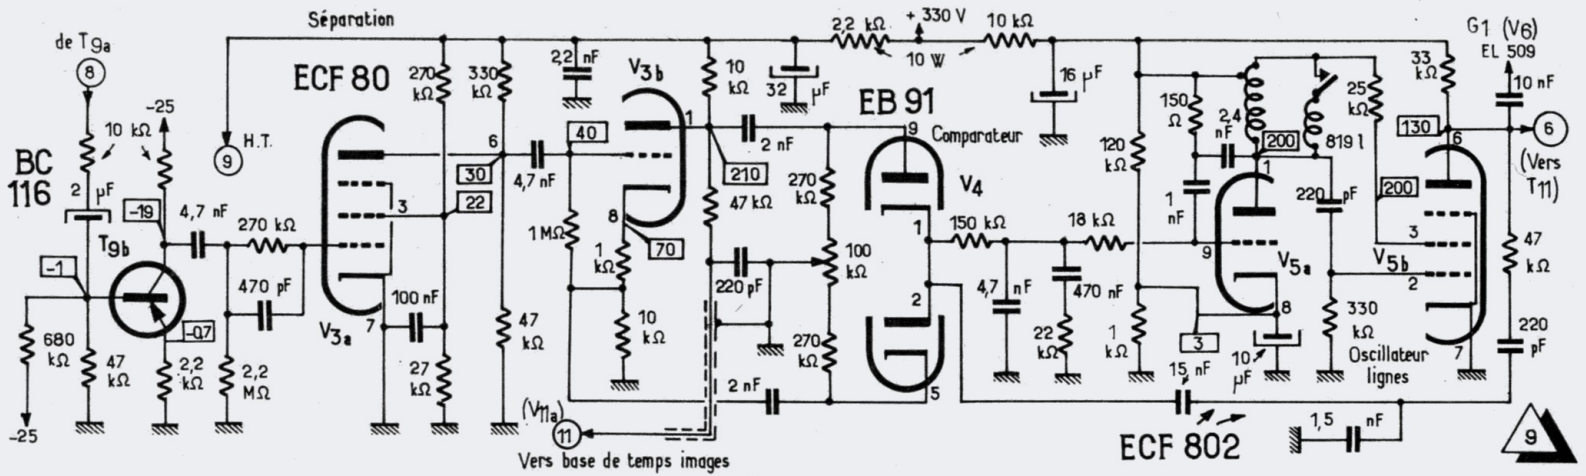 Séparation
+ 330 V
2,2 kΩ
10 kΩ
10 W
G1 (V6)
EL 509
10 nF
de T9a
8
-25
10 kΩ
BC
116
2 µF
-19
T9b
-1
680
kΩ
47
kΩ
-25
-0,7
2,2
kΩ
4,7 nF
270 kΩ
470 pF
2,2
MΩ
H.T.
9
ECF 80
V3a
7
3
100 nF
270
kΩ
22
27
kΩ
330
kΩ
6
30
47
kΩ
2,2 nF
4,7 nF
40
1 MΩ
V3b
1
8
70
1
kΩ
10
kΩ
10
kΩ
210
47 kΩ
220 pF
2 nF
2 nF
32 µF
270
kΩ
100
kΩ
270
kΩ
(V11a)
11
Vers base de temps images
EB 91
9
Comparateur
V4
1
2
5
150 kΩ
4,7 nF
18 kΩ
470 nF
22
kΩ
16 µF
120
kΩ
1
kΩ
150
Ω
2,4
nF
1
nF
200
1
9
V5a
8
3
10
µF
15 nF
ECF 802
819 l
220 pF
330
kΩ
25
kΩ
200
V5b
3
2
7
Oscillateur
lignes
33
kΩ
130
6
6
(Vers
T11)
47
kΩ
220
pF
1,5 nF
9